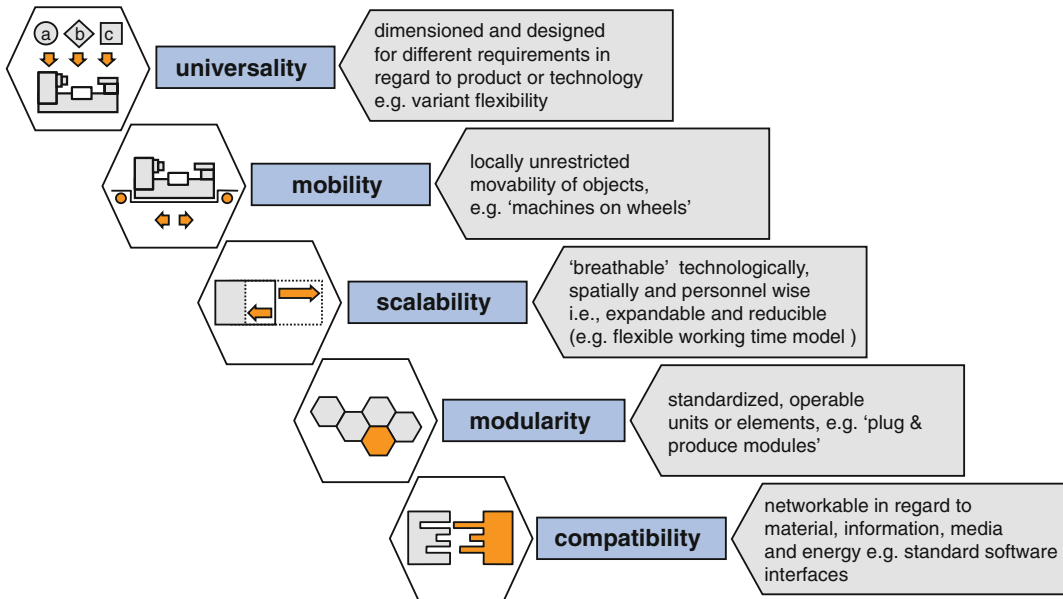 a b c
universality
dimensioned and designed
for different requirements in
regard to product or technology
e.g. variant flexibility
mobility
locally unrestricted
movability of objects,
e.g. ‘machines on wheels’
scalability
‘breathable’ technologically,
spatially and personnel wise
i.e., expandable and reducible
(e.g. flexible working time model )
modularity
standardized, operable
units or elements, e.g. ‘plug &
produce modules’
compatibility
networkable in regard to
material, information, media
and energy e.g. standard software
interfaces